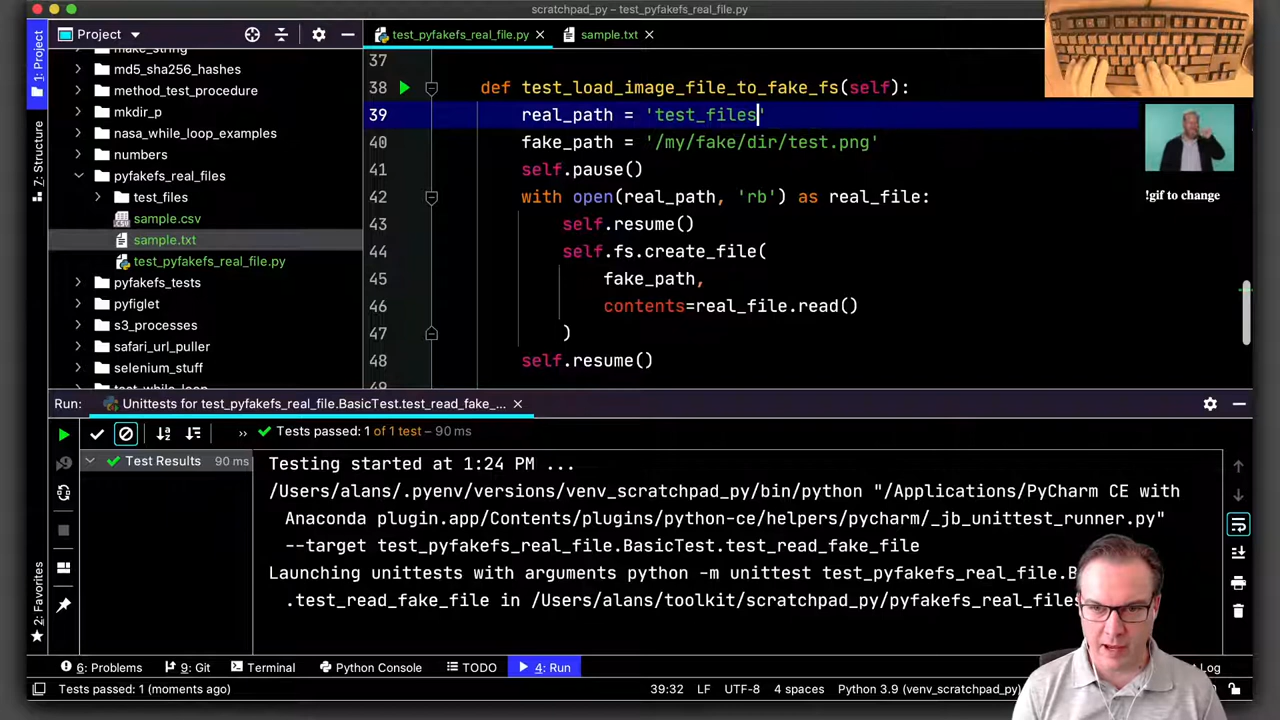 scratchpad_py – test_pyfakefs_real_file.py
Project
test_pyfakefs_real_file.py
sample.txt
1: Project
7: Structure
2: Favorites
make_string
md5_sha256_hashes
method_test_procedure
mkdir_p
nasa_while_loop_examples
numbers
pyfakefs_real_files
test_files
sample.csv
sample.txt
test_pyfakefs_real_file.py
pyfakefs_tests
pyfiglet
s3_processes
safari_url_puller
selenium_stuff
test_while_loop
37
38 def test_load_image_file_to_fake_fs(self):
39 real_path = 'test_files'
40 fake_path = '/my/fake/dir/test.png'
41 self.pause()
42 with open(real_path, 'rb') as real_file:
43 self.resume()
44 self.fs.create_file(
45 fake_path,
46 contents=real_file.read()
47 )
48 self.resume()
49
!gif to change
Run: Unittests for test_pyfakefs_real_file.BasicTest.test_read_fake_...
» Tests passed: 1 of 1 test – 90 ms
Test Results 90 ms
Testing started at 1:24 PM ...
/Users/alans/.pyenv/versions/venv_scratchpad_py/bin/python "/Applications/PyCharm CE with
Anaconda plugin.app/Contents/plugins/python-ce/helpers/pycharm/_jb_unittest_runner.py"
--target test_pyfakefs_real_file.BasicTest.test_read_fake_file
Launching unittests with arguments python -m unittest test_pyfakefs_real_file.B
.test_read_fake_file in /Users/alans/toolkit/scratchpad_py/pyfakefs_real_files
6: Problems 9: Git Terminal Python Console TODO 4: Run Log
Tests passed: 1 (moments ago) 39:32 LF UTF-8 4 spaces Python 3.9 (venv_scratchpad_py)